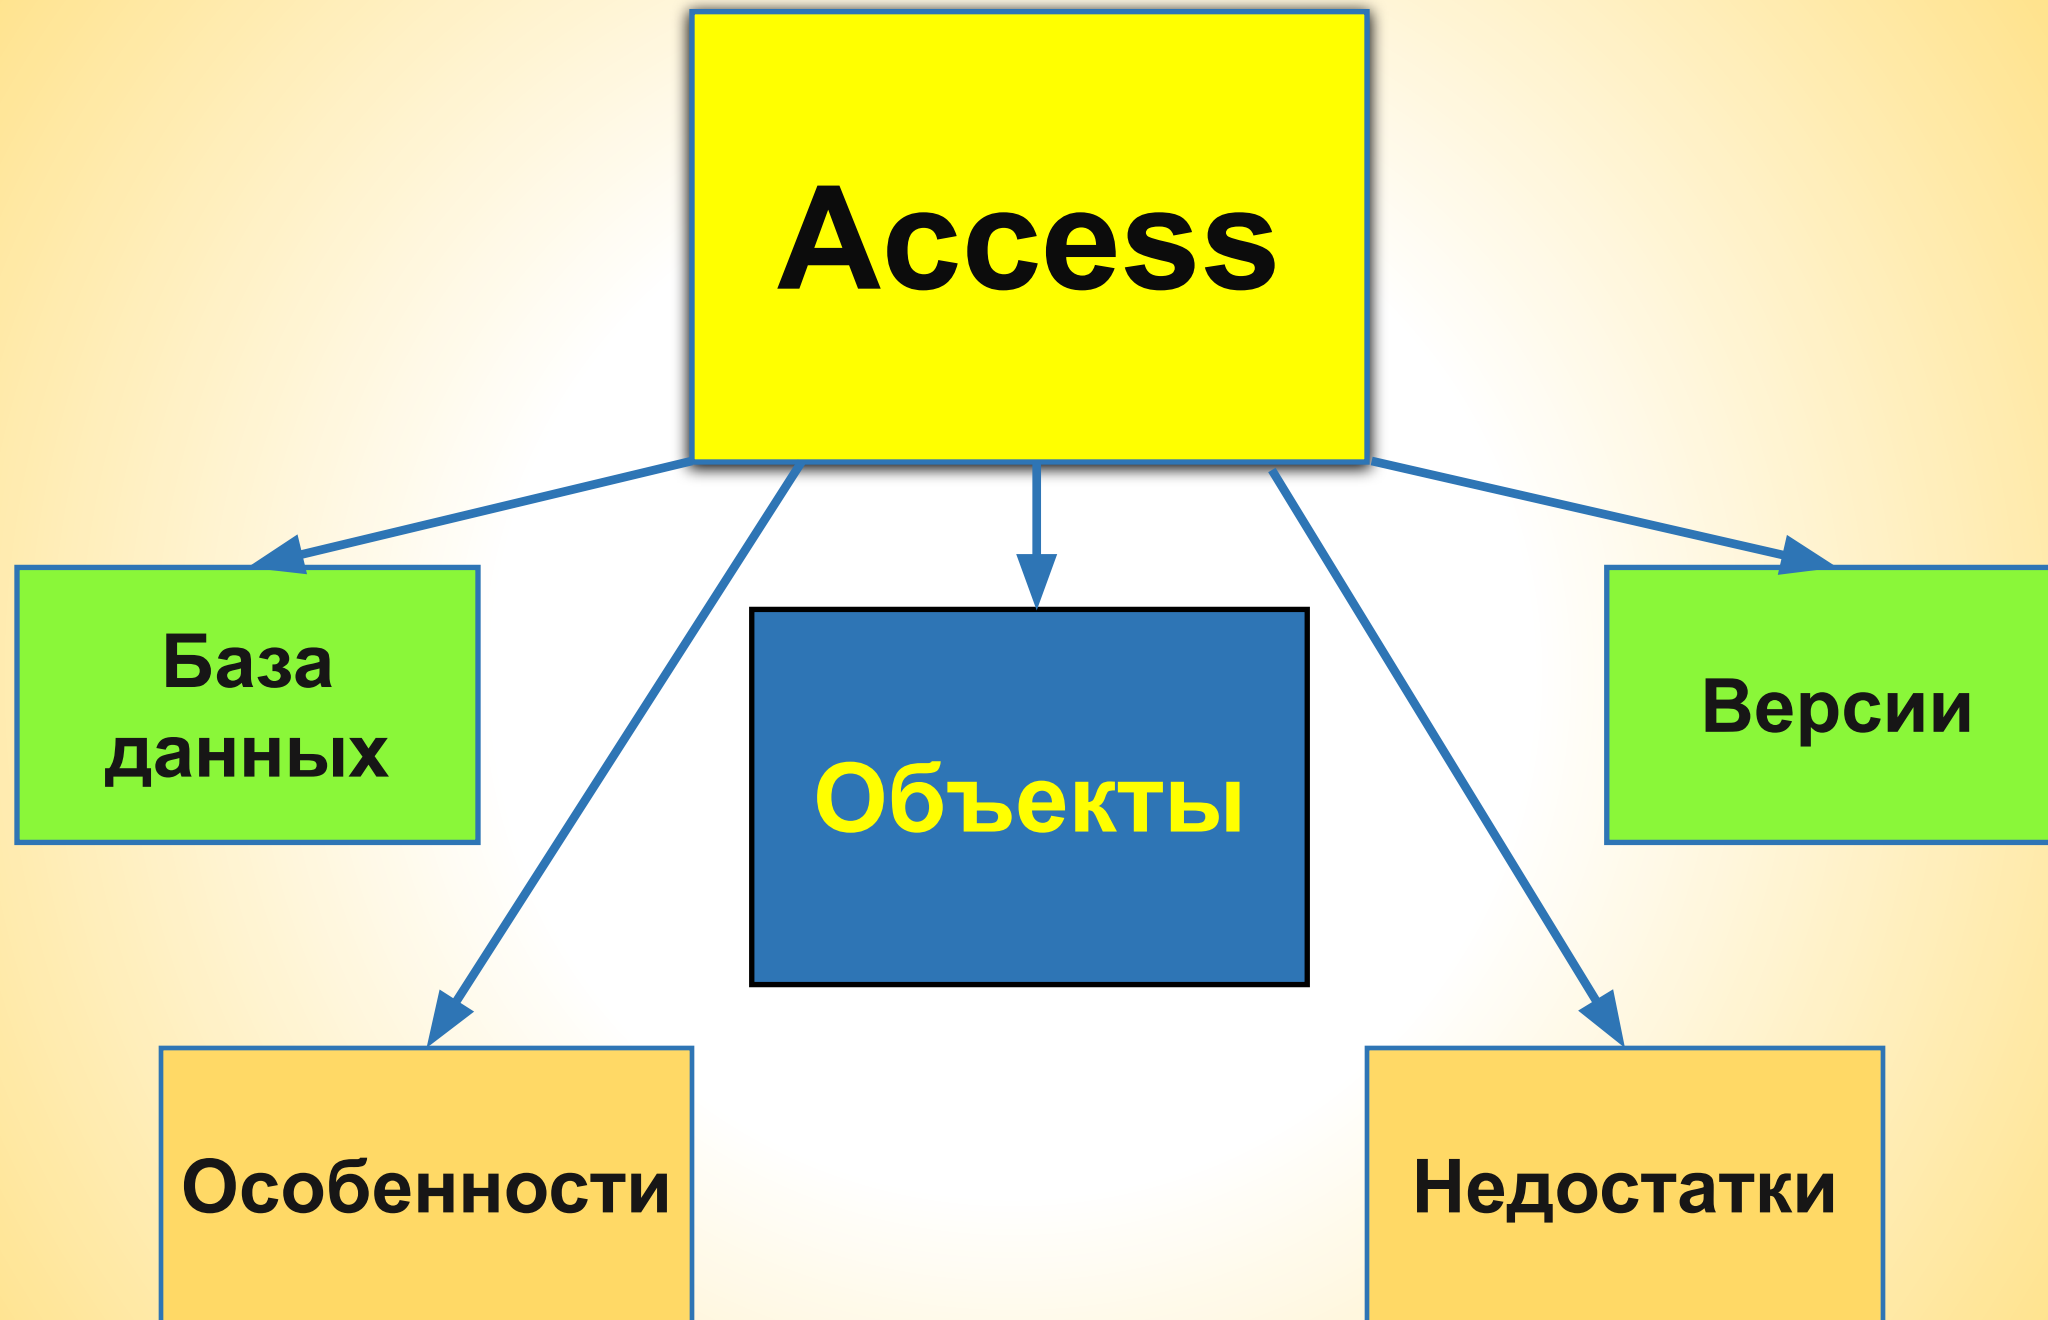 Access
База
данных
Объекты
Версии
Особенности
Недостатки